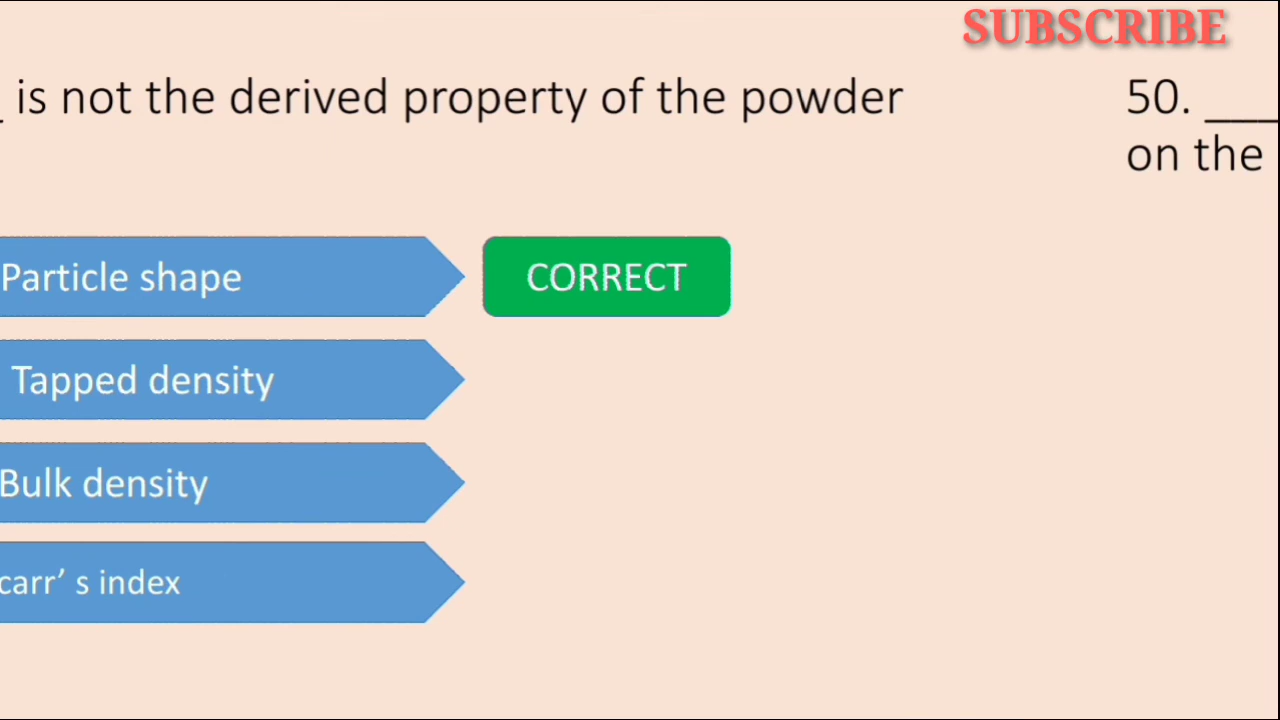 SUBSCRIBE
_ is not the derived property of the powder
50. ___
on the
Particle shape
CORRECT
Tapped density
Bulk density
carr’ s index